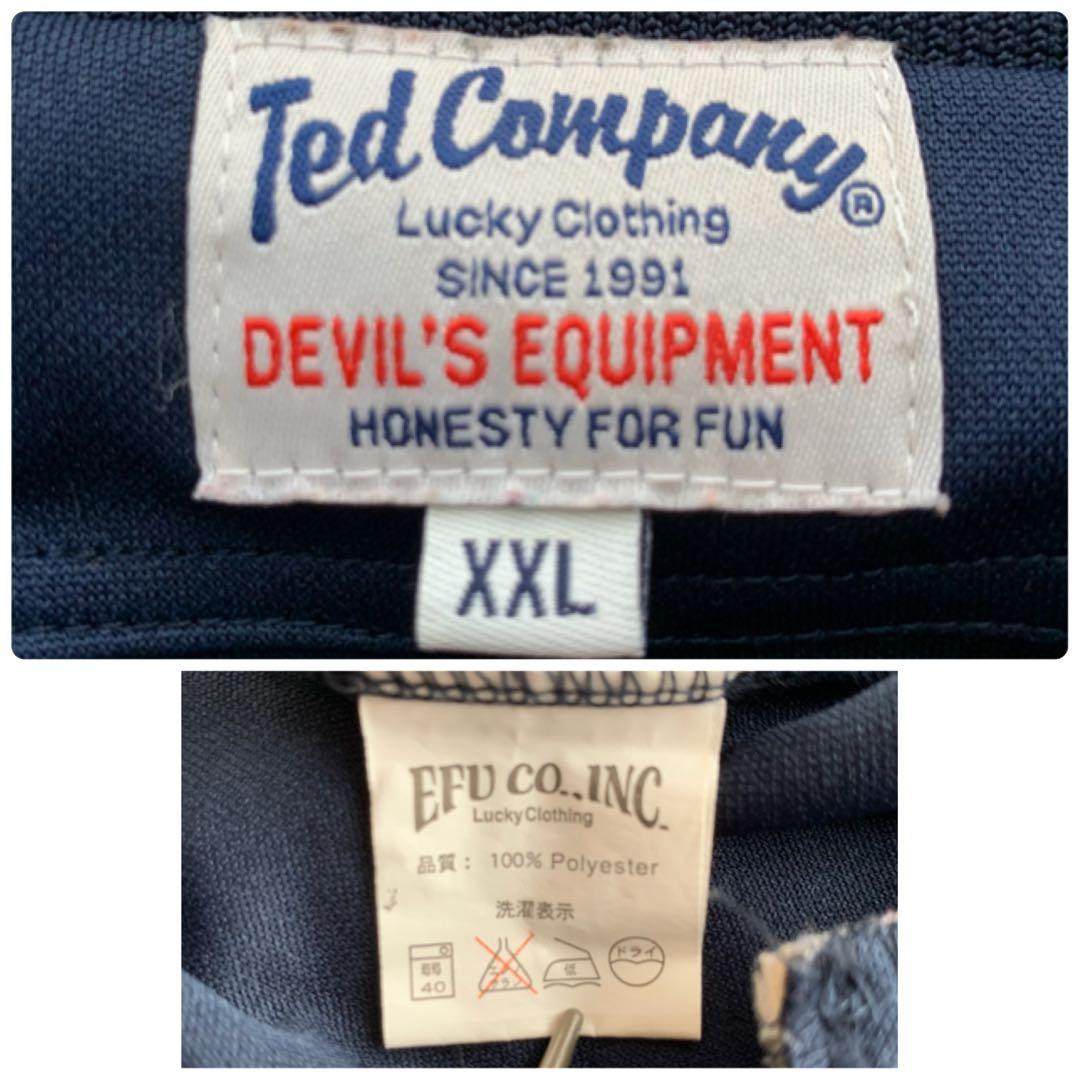 Ted Company®
Lucky Clothing
SINCE 1991
DEVIL'S EQUIPMENT
HONESTY FOR FUN
XXL
EFU CO.,INC.
Lucky Clothing
品質: 100% Polyester
洗濯表示
40 低 ドライ